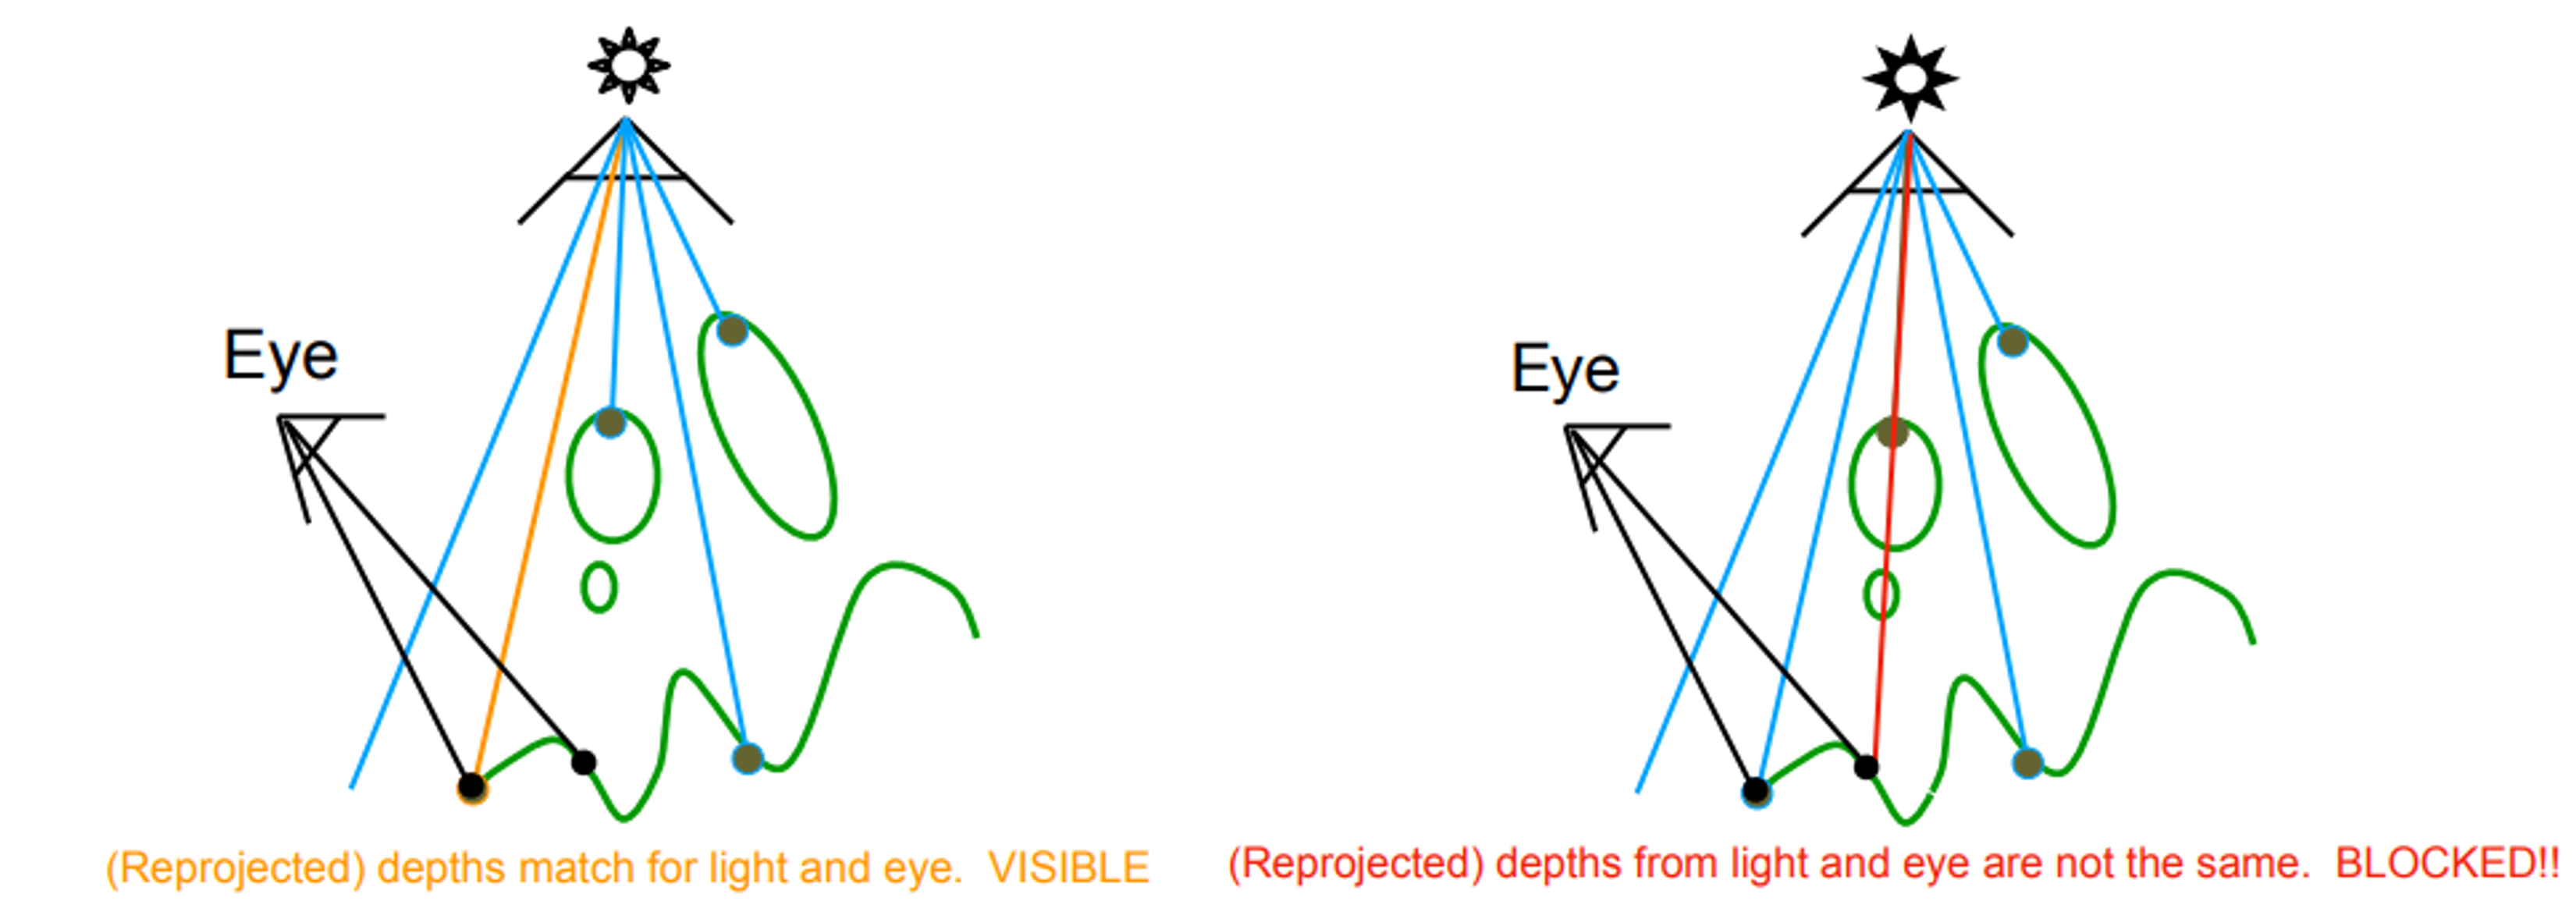 Eye
Eye
(Reprojected) depths match for light and eye. VISIBLE
(Reprojected) depths from light and eye are not the same. BLOCKED!!